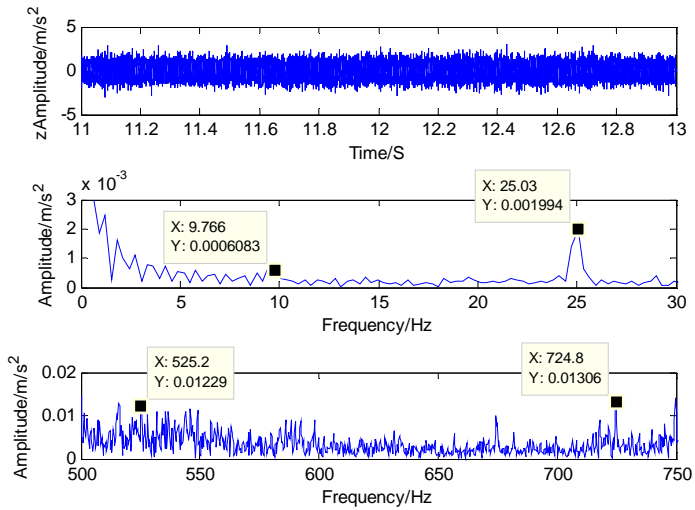 zAmplitude/m/s²
5
0
-5
11 11.2 11.4 11.6 11.8 12 12.2 12.4 12.6 12.8 13
Time/S
x 10⁻³
Amplitude/m/s²
3
2
1
0
X: 9.766
Y: 0.0006083
X: 25.03
Y: 0.001994
0 5 10 15 20 25 30
Frequency/Hz
Amplitude/m/s²
0.02
0.01
0
X: 525.2
Y: 0.01229
X: 724.8
Y: 0.01306
500 550 600 650 700 750
Frequency/Hz